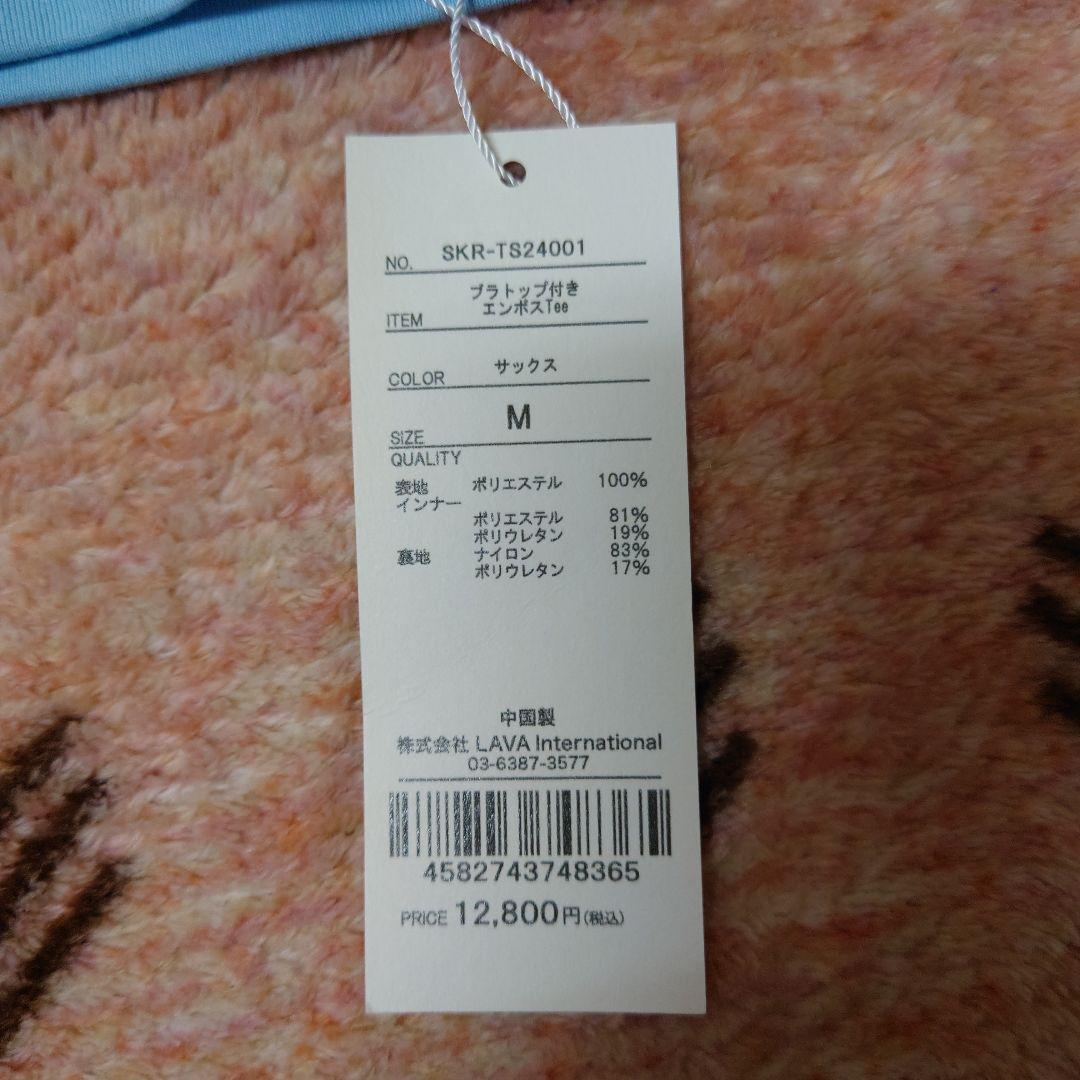 NO. SKR-TS24001
ブラトップ付き
エンボスTee
ITEM
COLOR サックス
SIZE M
QUALITY
表地 ポリエステル 100%
インナー
ポリエステル 81%
ポリウレタン 19%
裏地 ナイロン 83%
ポリウレタン 17%
中国製
株式会社 LAVA International
03-6387-3577
4582743748365
PRICE 12,800円(税込)